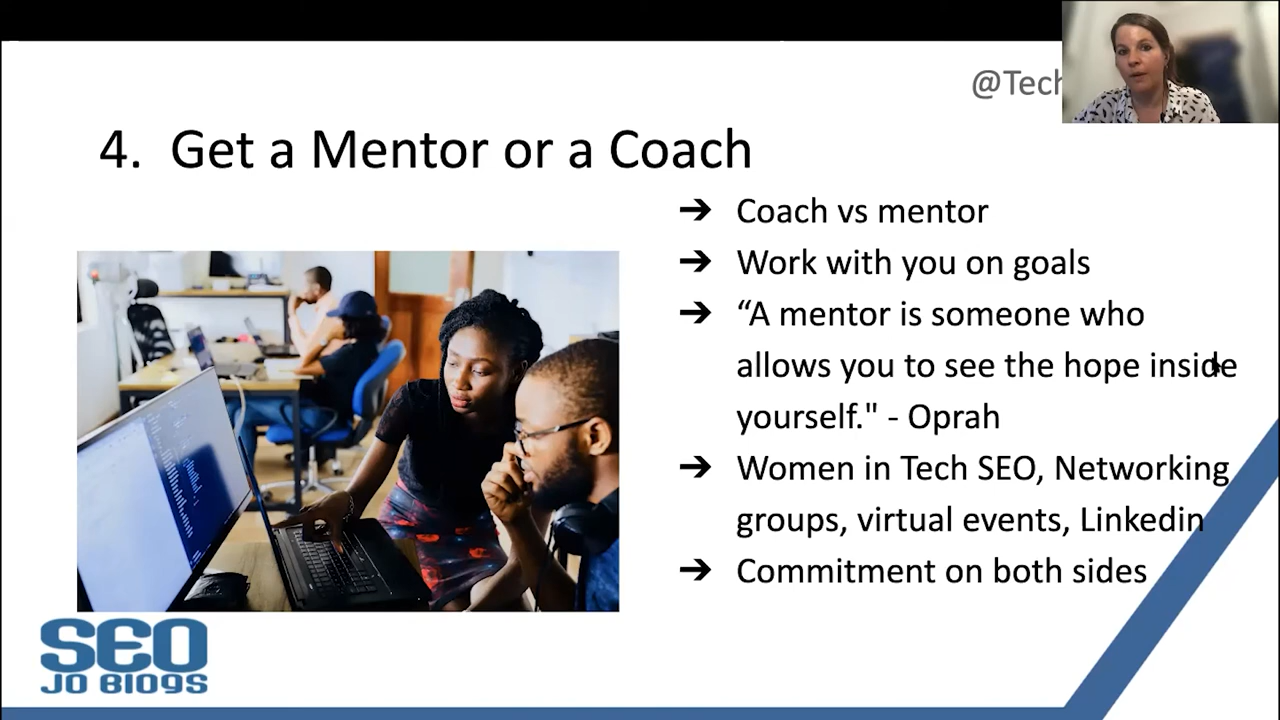 @Tech
4. Get a Mentor or a Coach
➔ Coach vs mentor
➔ Work with you on goals
➔ “A mentor is someone who
allows you to see the hope inside
yourself." - Oprah
➔ Women in Tech SEO, Networking
groups, virtual events, Linkedin
➔ Commitment on both sides
SEO
JO BlOgS